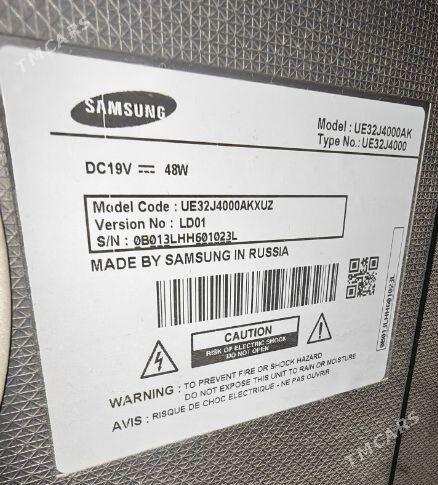 TMCARS
SAMSUNG
Model : UE32J4000AK
Type No.: UE32J4000
DC19V 48W
Model Code : UE32J4000AKXUZ
Version No : LD01
S/N : 0B013LHH601023L
MADE BY SAMSUNG IN RUSSIA
0B013LHH601023L
CAUTION
RISK OF ELECTRIC SHOCK
DO NOT OPEN
WARNING : TO PREVENT FIRE OR SHOCK HAZARD
DO NOT EXPOSE THIS UNIT TO RAIN OR MOISTURE
AVIS : RISQUE DE CHOC ELECTRIQUE - NE PAS OUVRIR
TMCARS